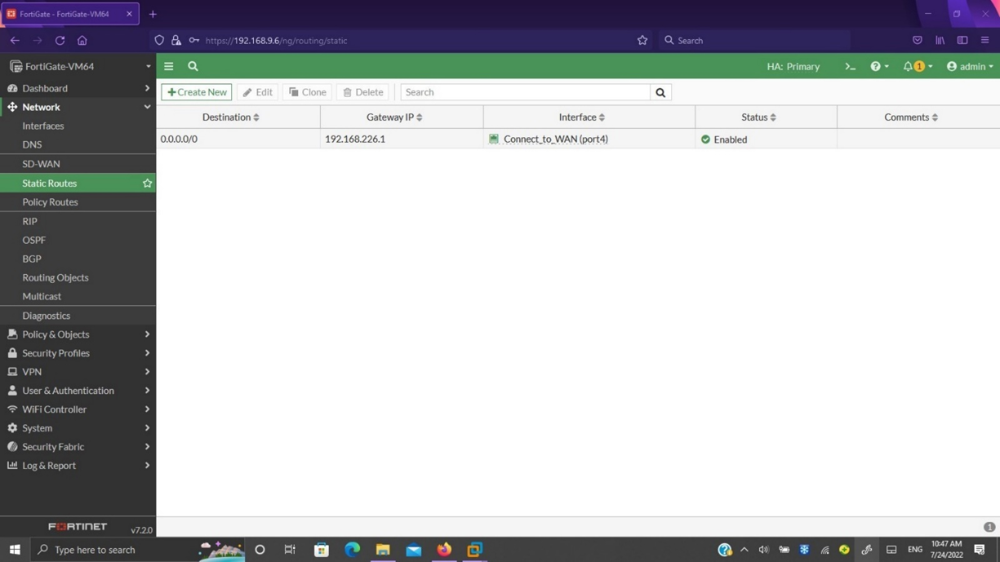 FortiGate - FortiGate-VM64
https://192.168.9.6/ng/routing/static
Search
FortiGate-VM64
HA: Primary
1
admin
Dashboard
Network
Interfaces
DNS
SD-WAN
Static Routes
Policy Routes
RIP
OSPF
BGP
Routing Objects
Multicast
Diagnostics
Policy & Objects
Security Profiles
VPN
User & Authentication
WiFi Controller
System
Security Fabric
Log & Report
FORTINET v7.2.0
Create New Edit Clone Delete Search
Destination Gateway IP Interface Status Comments
0.0.0.0/0 192.168.226.1 Connect_to_WAN (port4) Enabled
1
Type here to search
ENG
10:47 AM
7/24/2022